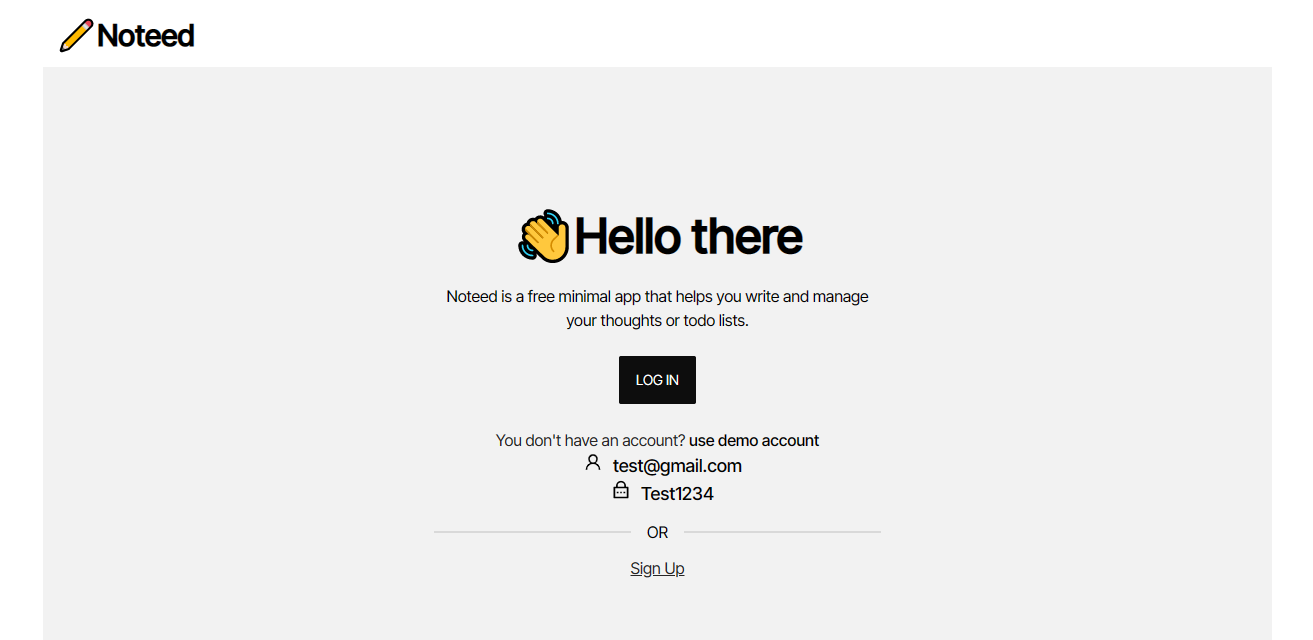 Noteed
Hello there
Noteed is a free minimal app that helps you write and manage
your thoughts or todo lists.
LOG IN
You don't have an account? use demo account
test@gmail.com
Test1234
OR
Sign Up